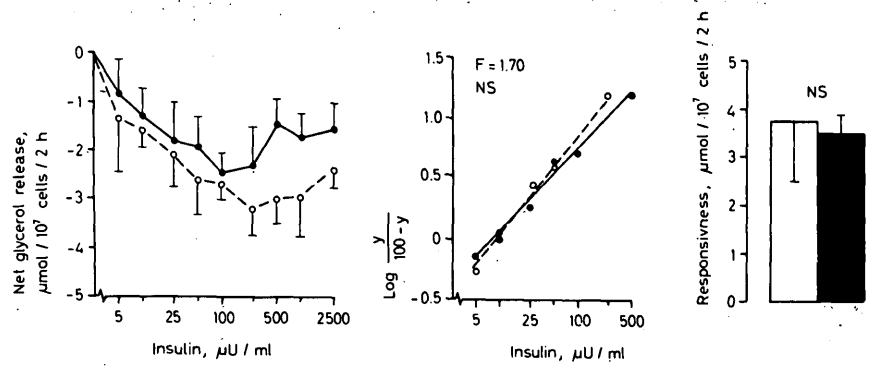 Net glycerol release,
µmol / 10⁷ cells / 2 h
0
-1
-2
-3
-4
-5
5
25
100
500
2500
Insulin, µU / ml
Log y / 100 - y
1.5
1.0
0.5
0
-0.5
F = 1.70
NS
5
25
100
500
Insulin, µU / ml
Responsivness, µmol / 10⁷ cells / 2 h
5
4
3
2
1
0
NS